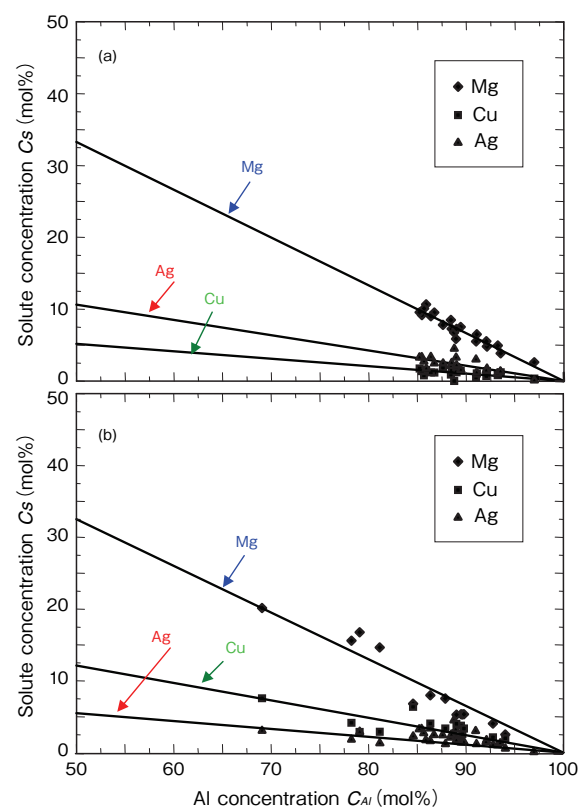 50
(a)
Mg
Cu
Ag
40
30
Mg
20
Ag
Cu
10
0
Solute concentration Cs (mol%)
50
(b)
Mg
Cu
Ag
40
30
Mg
20
Ag
Cu
10
0
Solute concentration Cs (mol%)
50 60 70 80 90 100
Al concentration CAl (mol%)